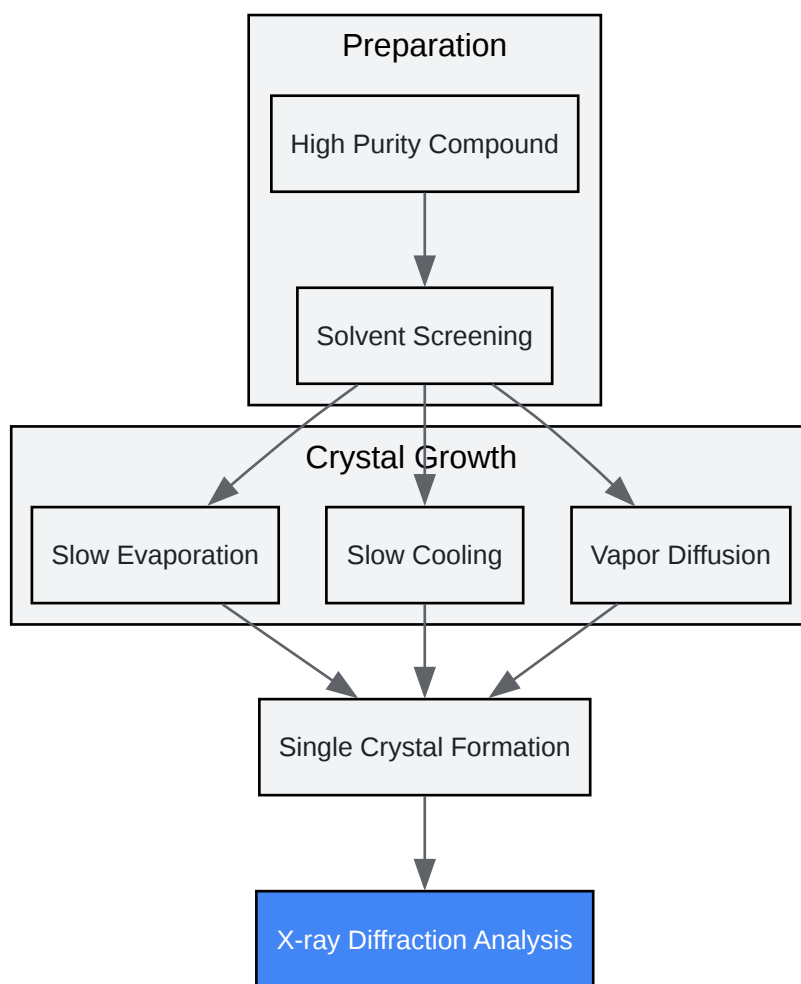 Preparation
High Purity Compound
Solvent Screening
Crystal Growth
Slow Evaporation
Slow Cooling
Vapor Diffusion
Single Crystal Formation
X-ray Diffraction Analysis